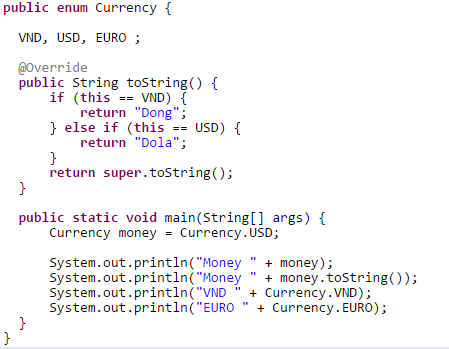 public enum Currency {
VND, USD, EURO ;
@Override
public String toString() {
if (this == VND) {
return "Dong";
} else if (this == USD) {
return "Dola";
}
return super.toString();
}
public static void main(String[] args) {
Currency money = Currency.USD;
System.out.println("Money " + money);
System.out.println("Money " + money.toString());
System.out.println("VND " + Currency.VND);
System.out.println("EURO " + Currency.EURO);
}
}